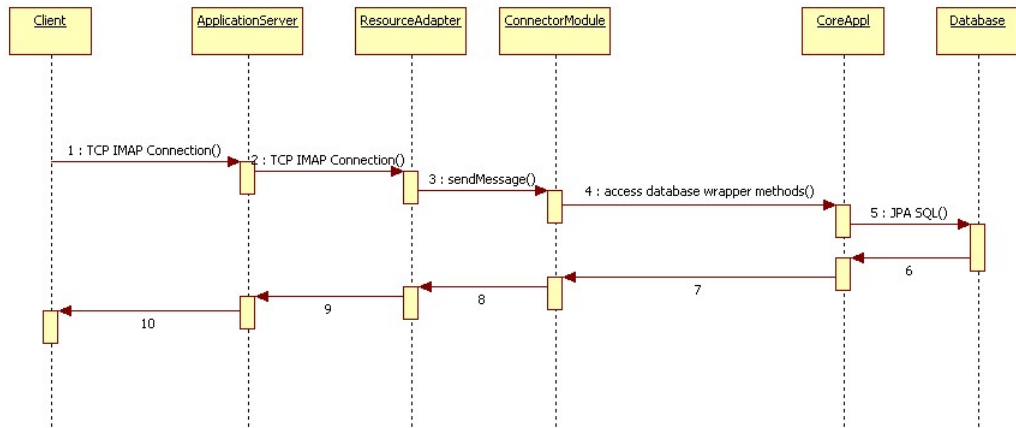 Client
ApplicationServer
ResourceAdapter
ConnectorModule
CoreAppl
Database
1 : TCP IMAP Connection()
2 : TCP IMAP Connection()
3 : sendMessage()
4 : access database wrapper methods()
5 : JPA SQL()
6
7
8
9
10